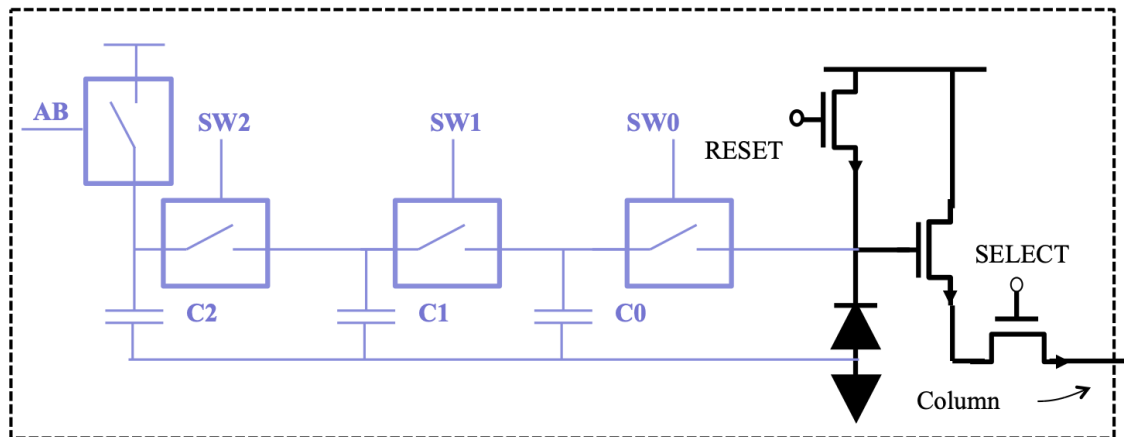 AB
SW2
SW1
SW0
RESET
SELECT
C2
C1
C0
Column